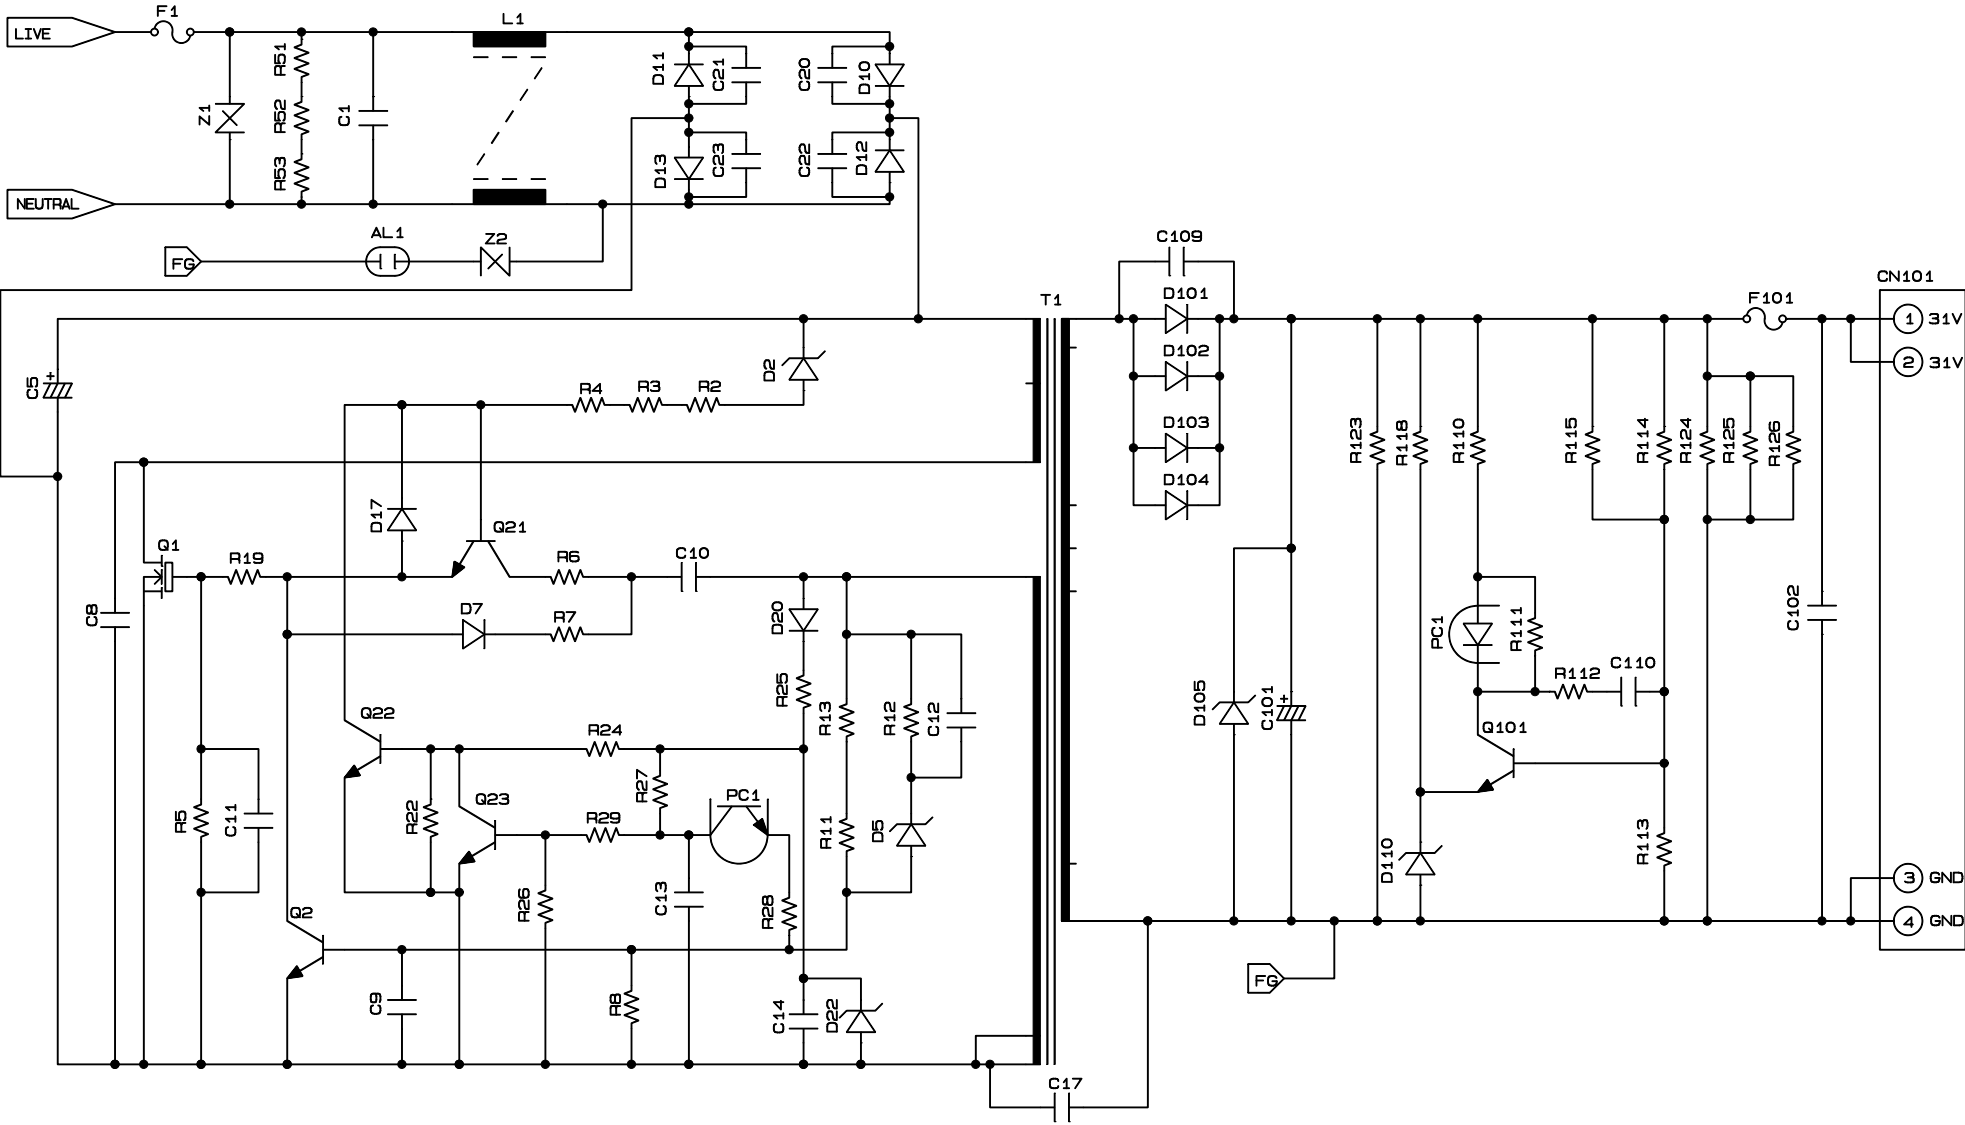 F1
L1
LIVE
R51
D11
C21
C20
D10
Z1
R52
C1
R53
D13
C23
C22
D12
NEUTRAL
AL1
Z2
FG
C109
CN101
T1
D101
F101
1
31V
D102
2
31V
C5
D2
R4
R3
R2
D103
R123
R118
R110
R115
R114
R124
R125
R126
D104
D17
Q21
Q1
R19
R6
C10
C8
D7
R7
D20
PC1
R111
C102
R112
C110
R25
R13
R12
C12
D105
C101
Q22
R24
Q101
R27
PC1
Q23
R5
C11
R22
R29
R11
D5
R113
D110
3
GND
R26
C13
R28
Q2
4
GND
FG
C9
R8
C14
D22
C17